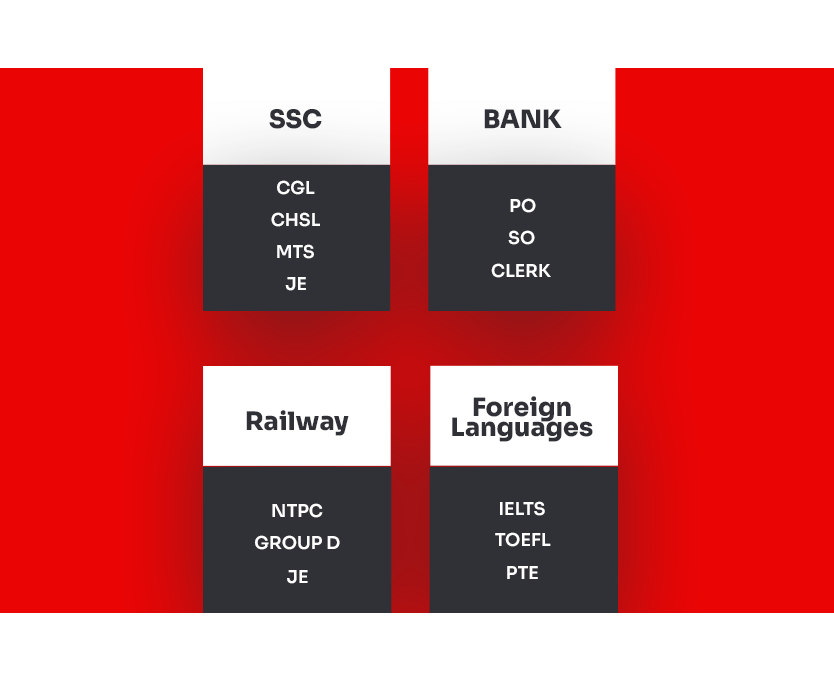 SSC
CGL
CHSL
MTS
JE
BANK
PO
SO
CLERK
Railway
NTPC
GROUP D
JE
Foreign
Languages
IELTS
TOEFL
PTE